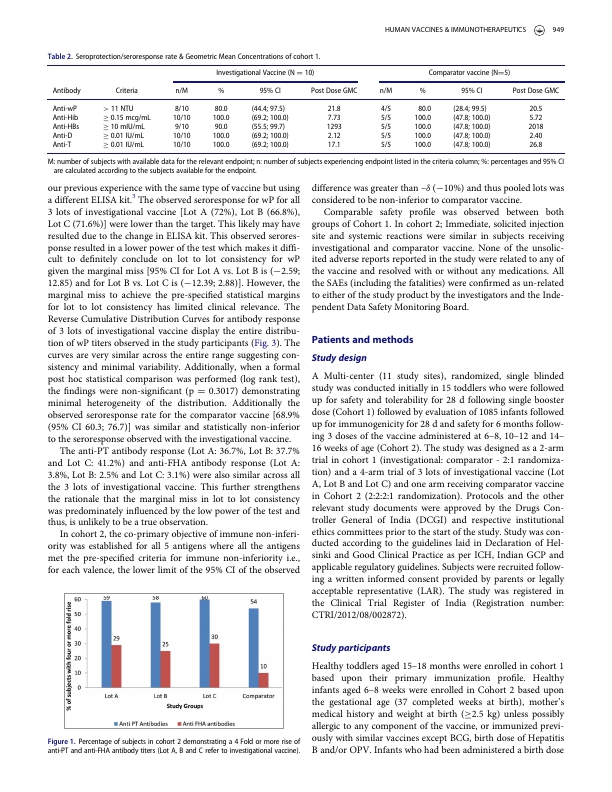 HUMAN VACCINES & IMMUNOTHERAPEUTICS 949
Table 2. Seroprotection/seroresponse rate & Geometric Mean Concentrations of cohort 1.
Investigational Vaccine (N = 10) Comparator vaccine (N=5)
Antibody Criteria n/M % 95% CI Post Dose GMC n/M % 95% CI Post Dose GMC
Anti-wP > 11 NTU 8/10 80.0 (44.4; 97.5) 21.8 4/5 80.0 (28.4; 99.5) 20.5
Anti-Hib ≥ 0.15 mcg/mL 10/10 100.0 (69.2; 100.0) 7.73 5/5 100.0 (47.8; 100.0) 5.72
Anti-HBs ≥ 10 mIU/mL 9/10 90.0 (55.5; 99.7) 1293 5/5 100.0 (47.8; 100.0) 2018
Anti-D ≥ 0.01 IU/mL 10/10 100.0 (69.2; 100.0) 2.12 5/5 100.0 (47.8; 100.0) 2.40
Anti-T ≥ 0.01 IU/mL 10/10 100.0 (69.2; 100.0) 17.1 5/5 100.0 (47.8; 100.0) 26.8
M: number of subjects with available data for the relevant endpoint; n: number of subjects experiencing endpoint listed in the criteria column; %: percentages and 95% CI
are calculated according to the subjects available for the endpoint.
our previous experience with the same type of vaccine but using
a different ELISA kit.3 The observed seroresponse for wP for all
3 lots of investigational vaccine [Lot A (72%), Lot B (66.8%),
Lot C (71.6%)] were lower than the target. This likely may have
resulted due to the change in ELISA kit. This observed serores-
ponse resulted in a lower power of the test which makes it diffi-
cult to definitely conclude on lot to lot consistency for wP
given the marginal miss [95% CI for Lot A vs. Lot B is (−2.59;
12.85) and for Lot B vs. Lot C is (−12.39; 2.88)]. However, the
marginal miss to achieve the pre-specified statistical margins
for lot to lot consistency has limited clinical relevance. The
Reverse Cumulative Distribution Curves for antibody response
of 3 lots of investigational vaccine display the entire distribu-
tion of wP titers observed in the study participants (Fig. 3). The
curves are very similar across the entire range suggesting con-
sistency and minimal variability. Additionally, when a formal
post hoc statistical comparison was performed (log rank test),
the findings were non-significant (p = 0.3017) demonstrating
minimal heterogeneity of the distribution. Additionally the
observed seroresponse rate for the comparator vaccine [68.9%
(95% CI 60.3; 76.7)] was similar and statistically non-inferior
to the seroresponse observed with the investigational vaccine.
The anti-PT antibody response (Lot A: 36.7%, Lot B: 37.7%
and Lot C: 41.2%) and anti-FHA antibody response (Lot A:
3.8%, Lot B: 2.5% and Lot C: 3.1%) were also similar across all
the 3 lots of investigational vaccine. This further strengthens
the rationale that the marginal miss in lot to lot consistency
was predominately influenced by the low power of the test and
thus, is unlikely to be a true observation.
In cohort 2, the co-primary objective of immune non-inferi-
ority was established for all 5 antigens where all the antigens
met the pre-specified criteria for immune non-inferiority i.e.,
for each valence, the lower limit of the 95% CI of the observed
% of subjects with four or more fold rise
60
50
40
30
20
10
0
59 29 58 25 60 30 54 10
Lot A Lot B Lot C Comparator
Study Groups
Anti PT Antibodies Anti FHA antibodies
Figure 1. Percentage of subjects in cohort 2 demonstrating a 4 Fold or more rise of
anti-PT and anti-FHA antibody titers (Lot A, B and C refer to investigational vaccine).
difference was greater than –δ (−10%) and thus pooled lots was
considered to be non-inferior to comparator vaccine.
Comparable safety profile was observed between both
groups of Cohort 1. In cohort 2; Immediate, solicited injection
site and systemic reactions were similar in subjects receiving
investigational and comparator vaccine. None of the unsolic-
ited adverse reports reported in the study were related to any of
the vaccine and resolved with or without any medications. All
the SAEs (including the fatalities) were confirmed as un-related
to either of the study product by the investigators and the Inde-
pendent Data Safety Monitoring Board.
Patients and methods
Study design
A Multi-center (11 study sites), randomized, single blinded
study was conducted initially in 15 toddlers who were followed
up for safety and tolerability for 28 d following single booster
dose (Cohort 1) followed by evaluation of 1085 infants followed
up for immunogenicity for 28 d and safety for 6 months follow-
ing 3 doses of the vaccine administered at 6–8, 10–12 and 14–
16 weeks of age (Cohort 2). The study was designed as a 2-arm
trial in cohort 1 (investigational: comparator - 2:1 randomiza-
tion) and a 4-arm trial of 3 lots of investigational vaccine (Lot
A, Lot B and Lot C) and one arm receiving comparator vaccine
in Cohort 2 (2:2:2:1 randomization). Protocols and the other
relevant study documents were approved by the Drugs Con-
troller General of India (DCGI) and respective institutional
ethics committees prior to the start of the study. Study was con-
ducted according to the guidelines laid in Declaration of Hel-
sinki and Good Clinical Practice as per ICH, Indian GCP and
applicable regulatory guidelines. Subjects were recruited follow-
ing a written informed consent provided by parents or legally
acceptable representative (LAR). The study was registered in
the Clinical Trial Register of India (Registration number:
CTRI/2012/08/002872).
Study participants
Healthy toddlers aged 15–18 months were enrolled in cohort 1
based upon their primary immunization profile. Healthy
infants aged 6–8 weeks were enrolled in Cohort 2 based upon
the gestational age (37 completed weeks at birth), mother's
medical history and weight at birth (≥2.5 kg) unless possibly
allergic to any component of the vaccine, or immunized previ-
ously with similar vaccines except BCG, birth dose of Hepatitis
B and/or OPV. Infants who had been administered a birth dose